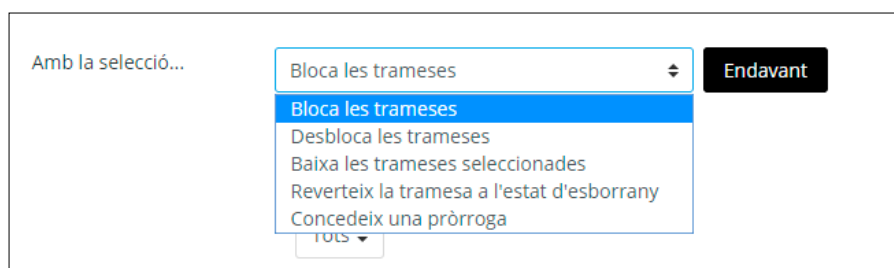 Amb la selecció... Bloca les trameses Endavant
Bloca les trameses
Desbloca les trameses
Baixa les trameses seleccionades
Reverteix la tramesa a l'estat d'esborrany
Concedeix una pròrroga
Tots